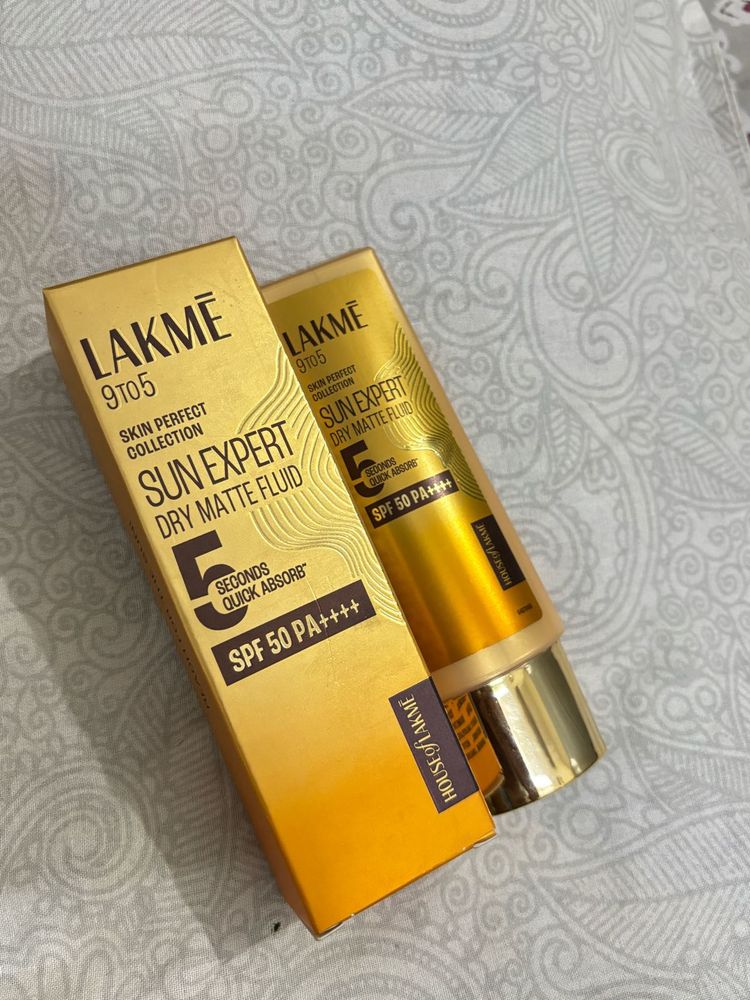 LAKMĒ
9TO5
SKIN PERFECT
COLLECTION
SUN EXPERT
DRY MATTE FLUID
5 SECONDS
QUICK ABSORB**
SPF 50 PA++++
HOUSE of LAKMĒ
LAKMĒ
9TO5
SKIN PERFECT
COLLECTION
SUN EXPERT
DRY MATTE FLUID
5 SECONDS
QUICK ABSORB**
SPF 50 PA++++
HOUSE of LAKMĒ